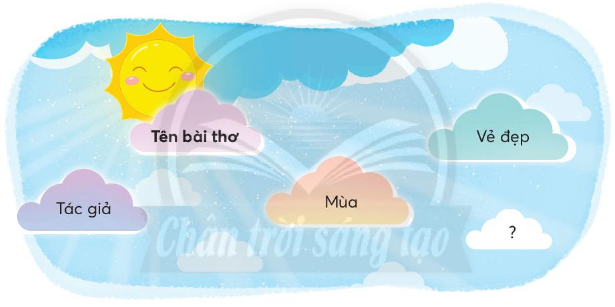 Tên bài thơ
Vẻ đẹp
Tác giả
Mùa
?
Chân trời sáng tạo